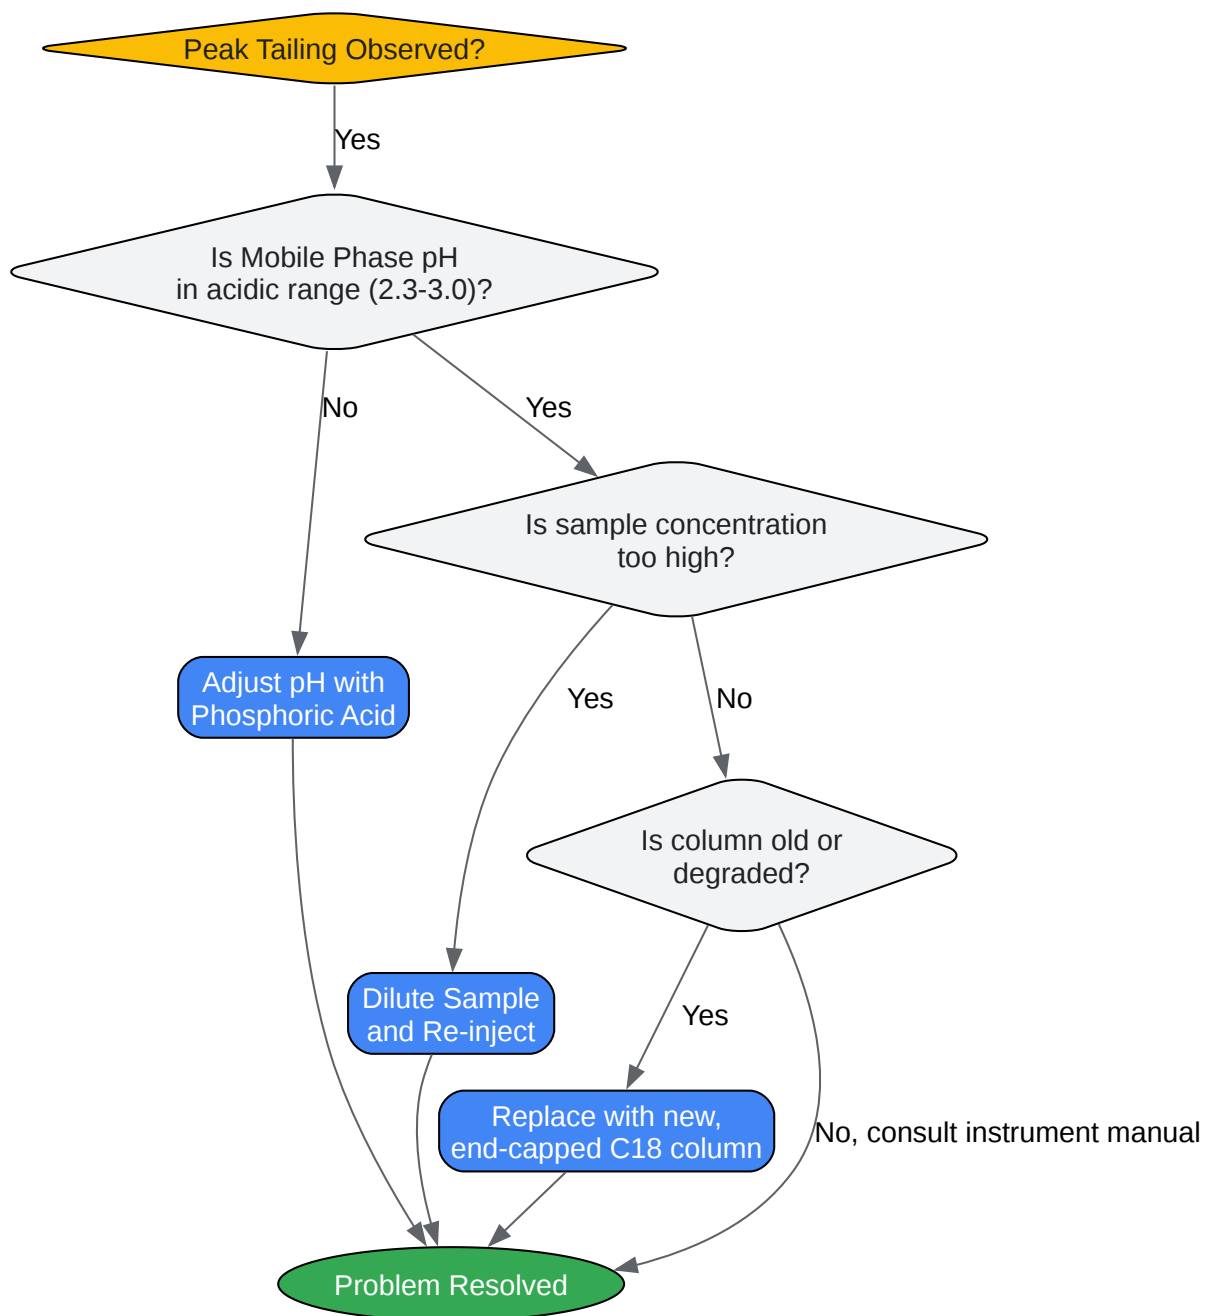 Peak Tailing Observed?
Yes
Is Mobile Phase pH
in acidic range (2.3-3.0)?
No
Yes
Is sample concentration
too high?
Adjust pH with
Phosphoric Acid
Yes
No
Is column old or
degraded?
Dilute Sample
and Re-inject
Yes
Replace with new,
end-capped C18 column
No, consult instrument manual
Problem Resolved